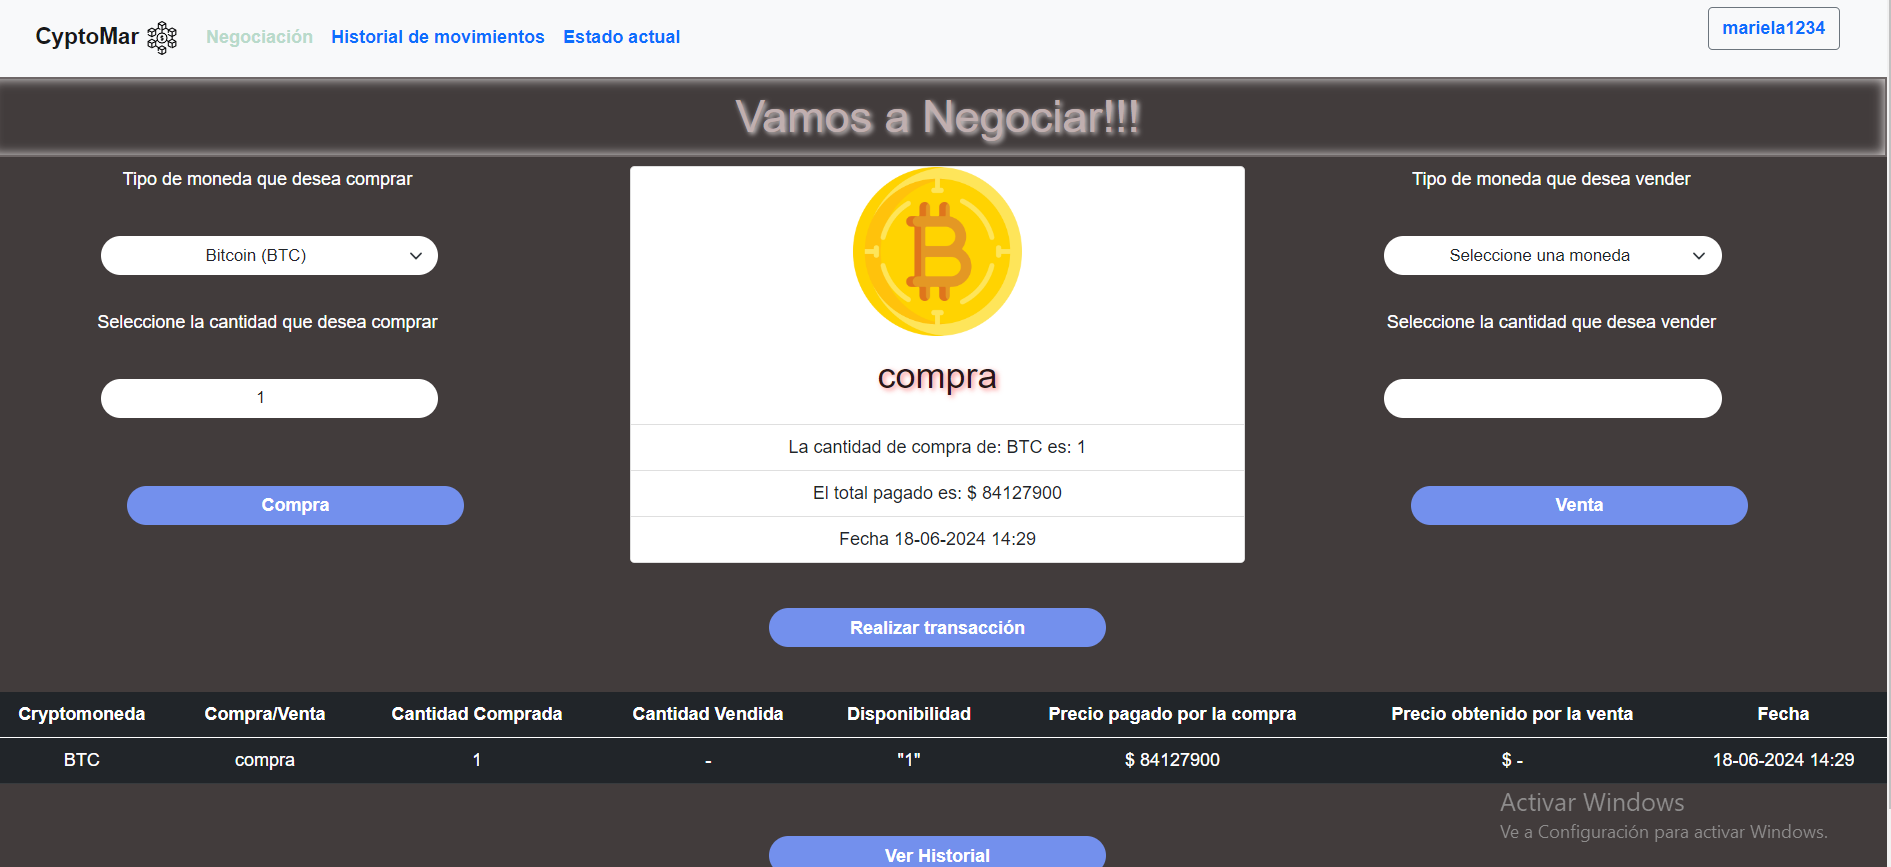 CyptoMar
Negociación Historial de movimientos Estado actual
mariela1234
Vamos a Negociar!!!
Tipo de moneda que desea comprar
Bitcoin (BTC)
Seleccione la cantidad que desea comprar
1
Compra
compra
La cantidad de compra de: BTC es: 1
El total pagado es: $ 84127900
Fecha 18-06-2024 14:29
Tipo de moneda que desea vender
Seleccione una moneda
Seleccione la cantidad que desea vender
Venta
Realizar transacción
Cryptomoneda Compra/Venta Cantidad Comprada Cantidad Vendida Disponibilidad Precio pagado por la compra Precio obtenido por la venta Fecha
BTC compra 1 - "1" $ 84127900 $ - 18-06-2024 14:29
Activar Windows
Ve a Configuración para activar Windows.
Ver Historial